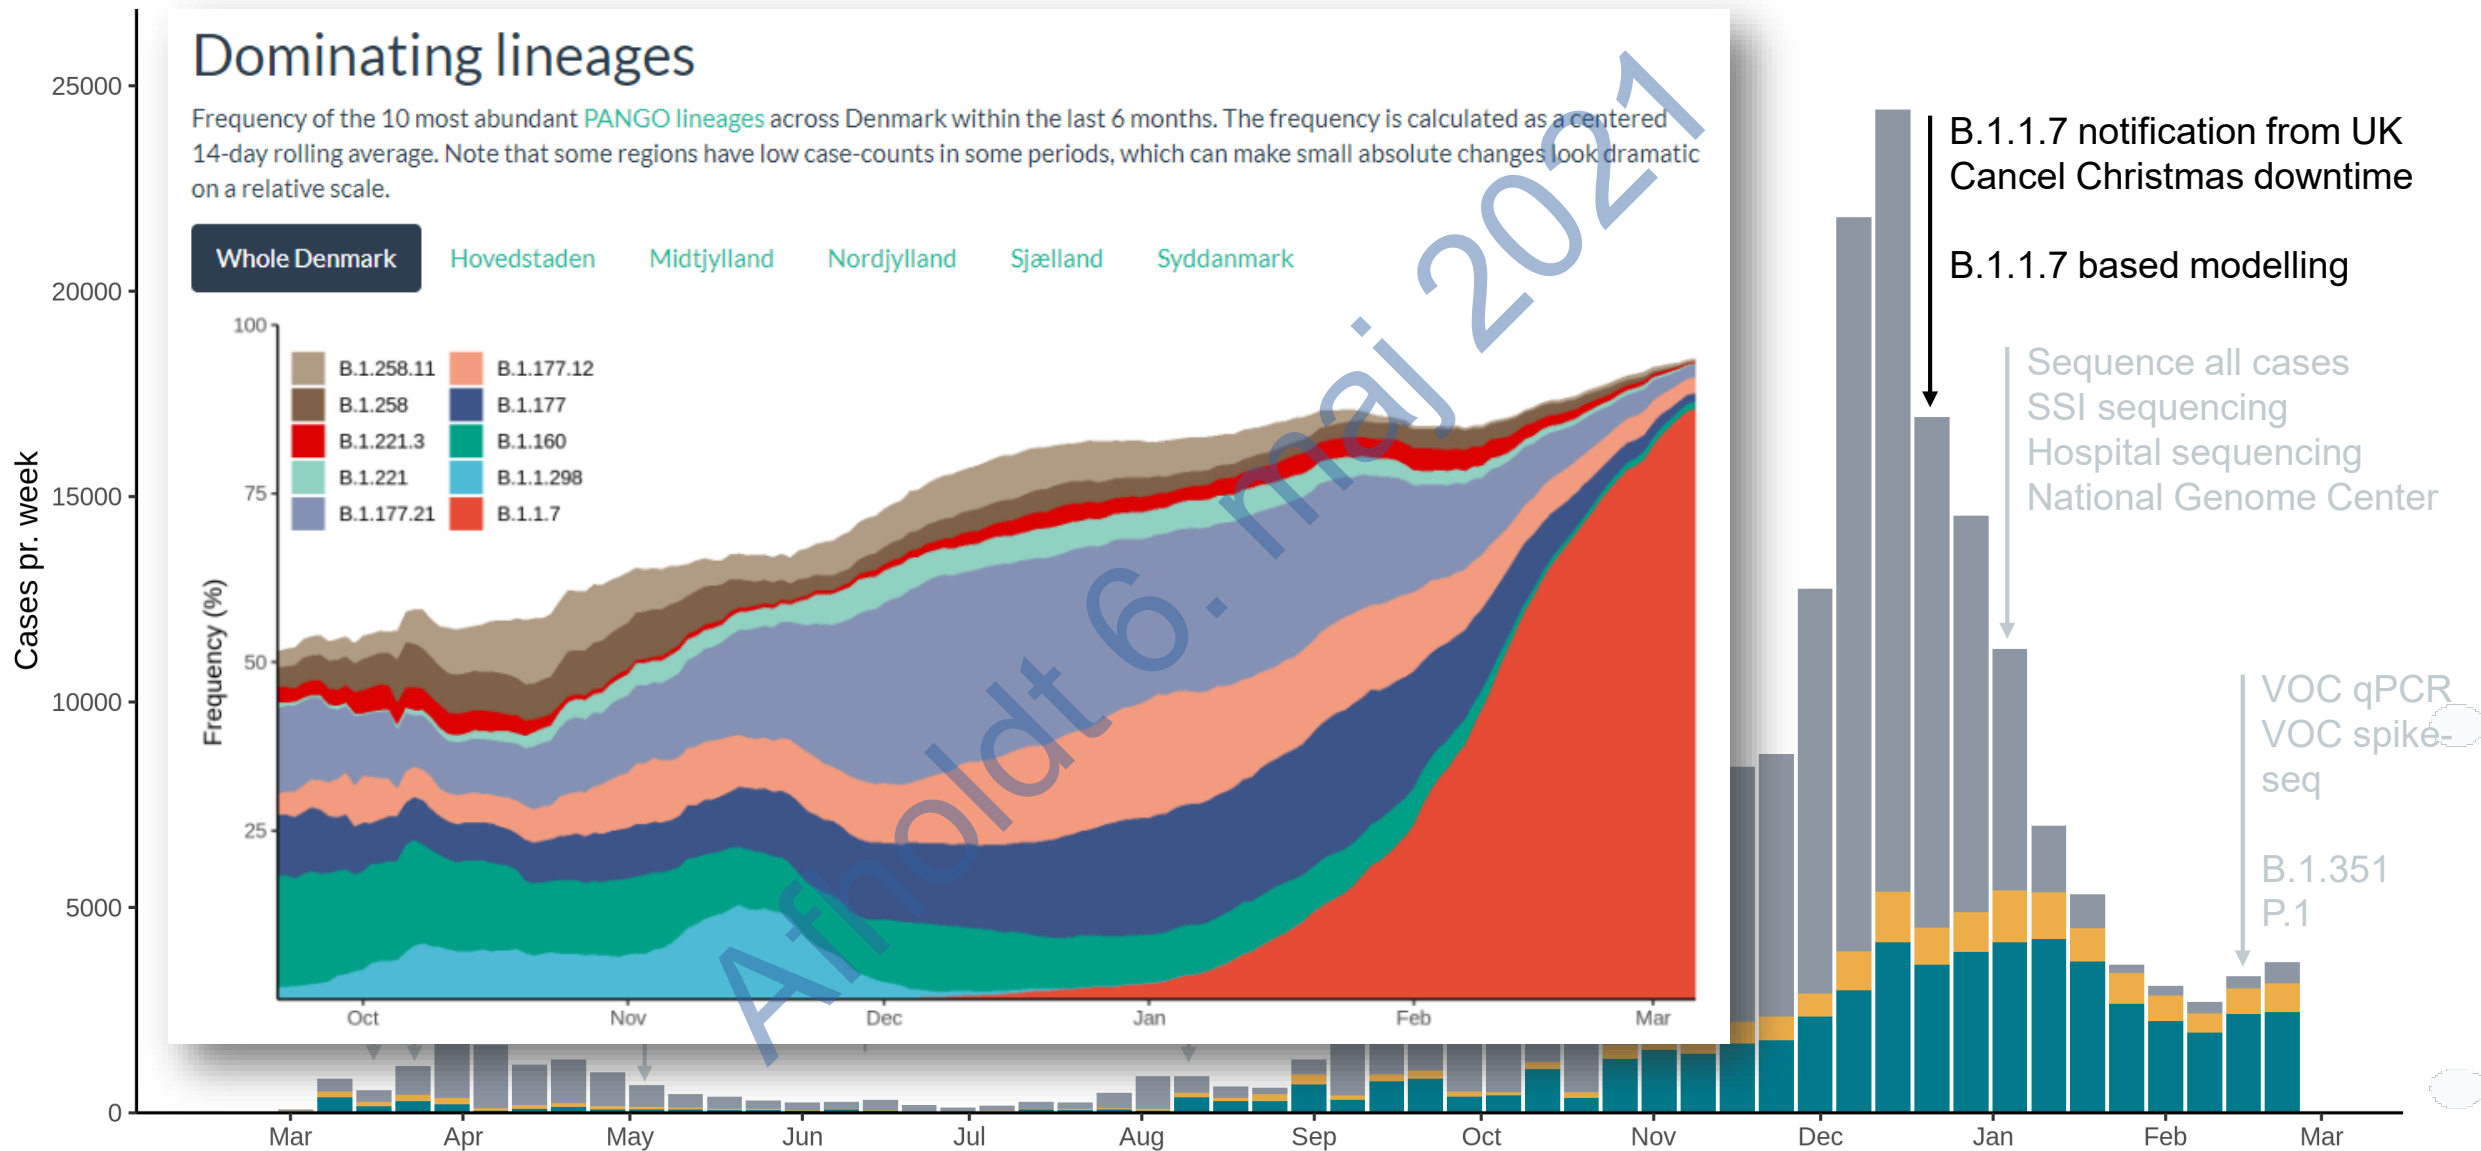 Dominating lineages
Frequency of the 10 most abundant PANGO lineages across Denmark within the last 6 months. The frequency is calculated as a centered
14-day rolling average. Note that some regions have low case-counts in some periods, which can make small absolute changes look dramatic
on a relative scale.
Whole Denmark Hovedstaden Midtjylland Nordjylland Sjælland Syddanmark
100
75
50
25
Frequency (%)
B.1.258.11 B.1.177.12
B.1.258 B.1.177
B.1.221.3 B.1.160
B.1.221 B.1.1.298
B.1.177.21 B.1.1.7
Oct Nov Dec Jan Feb Mar
Afholdt 6. maj 2021
25000
20000
15000
10000
5000
0
Cases pr. week
B.1.1.7 notification from UK
Cancel Christmas downtime
B.1.1.7 based modelling
Sequence all cases
SSI sequencing
Hospital sequencing
National Genome Center
VOC qPCR
VOC spike-
seq
B.1.351
P.1
Mar Apr May Jun Jul Aug Sep Oct Nov Dec Jan Feb Mar